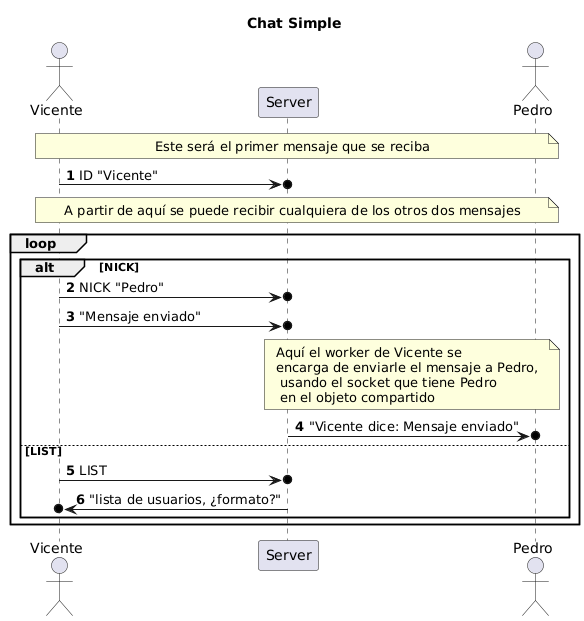 Chat Simple
Vicente
Server
Pedro
Este será el primer mensaje que se reciba
1 ID "Vicente"
A partir de aquí se puede recibir cualquiera de los otros dos mensajes
loop
alt [NICK]
2 NICK "Pedro"
3 "Mensaje enviado"
Aquí el worker de Vicente se
encarga de enviarle el mensaje a Pedro,
usando el socket que tiene Pedro
en el objeto compartido
4 "Vicente dice: Mensaje enviado"
[LIST]
5 LIST
6 "lista de usuarios, ¿formato?"
Vicente
Server
Pedro